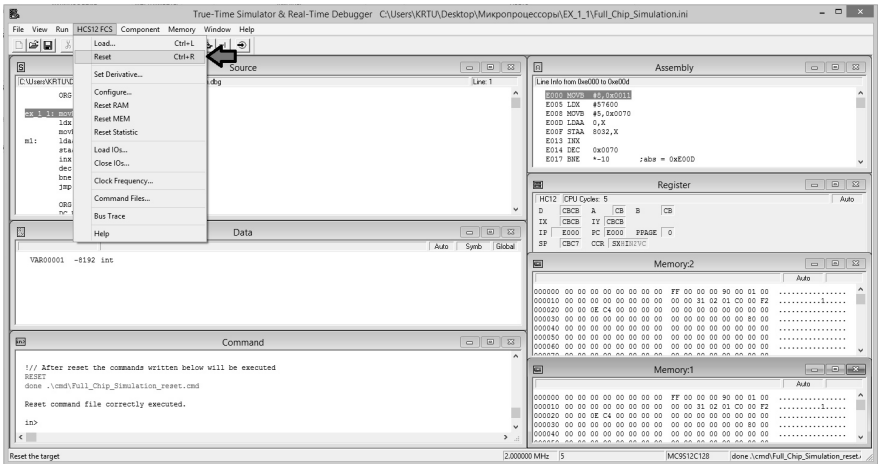 True-Time Simulator & Real-Time Debugger C:\Users\KRTU\Desktop\Микропроцессоры\EX_1_1\Full_Chip_Simulation.ini
File View Run HCS12 FCS Component Memory Window Help
Load... Ctrl+L
Reset Ctrl+R
Set Derivative...
Configure...
Reset RAM
Reset MEM
Reset Statistic
Load IOs...
Close IOs...
Clock Frequency...
Command Files...
Bus Trace
Help
Source
.dbg Line: 1
ORG
ex_1_1:
ldx
m1:
inx
dec
bne
jmp
ORG
Assembly
Line Info from 0xe000 to 0xe00d
E000 MOVB #8,0x0011
E005 LDX #57600
E008 MOVB #5,0x0070
E00D LDAA 0,X
E00F STAA 8032,X
E013 INX
E014 DEC 0x0070
E017 BNE *-10 ;abs = 0xE00D
Register
HC12 CPU Cycles: 5 Auto
D CBCB A CB B CB
IX CBCB IY CBCB
IP E000 PC E000 PPAGE 0
SP CBC7 CCR SXHINZVC
Data
Auto Symb Global
VAR00001 -8192 int
Memory:2
Auto
000000 00 00 00 00 00 00 00 00 FF 00 00 00 90 00 01 00 ................
000010 00 00 00 00 00 00 00 00 00 00 31 02 01 C0 00 F2 ..........1.....
000020 00 00 0E C4 00 00 00 00 00 00 00 00 00 00 00 00 ................
000030 00 00 00 00 00 00 00 00 00 00 00 00 00 00 80 00 ................
000040 00 00 00 00 00 00 00 00 00 00 00 00 00 00 00 00 ................
000050 00 00 00 00 00 00 00 00 00 00 00 00 00 00 00 00 ................
000060 00 00 00 00 00 00 00 00 00 00 00 00 00 00 00 00 ................
Command
!// After reset the commands written below will be executed
RESET
done .\cmd\Full_Chip_Simulation_reset.cmd
Reset command file correctly executed.
in>
Memory:1
Auto
000000 00 00 00 00 00 00 00 00 FF 00 00 00 90 00 01 00 ................
000010 00 00 00 00 00 00 00 00 00 00 31 02 01 C0 00 F2 ..........1.....
000020 00 00 0E C4 00 00 00 00 00 00 00 00 00 00 00 00 ................
000030 00 00 00 00 00 00 00 00 00 00 00 00 00 00 80 00 ................
000040 00 00 00 00 00 00 00 00 00 00 00 00 00 00 00 00 ................
Reset the target 2.000000 MHz 5 MC9S12C128 done .\cmd\Full_Chip_Simulation_reset.